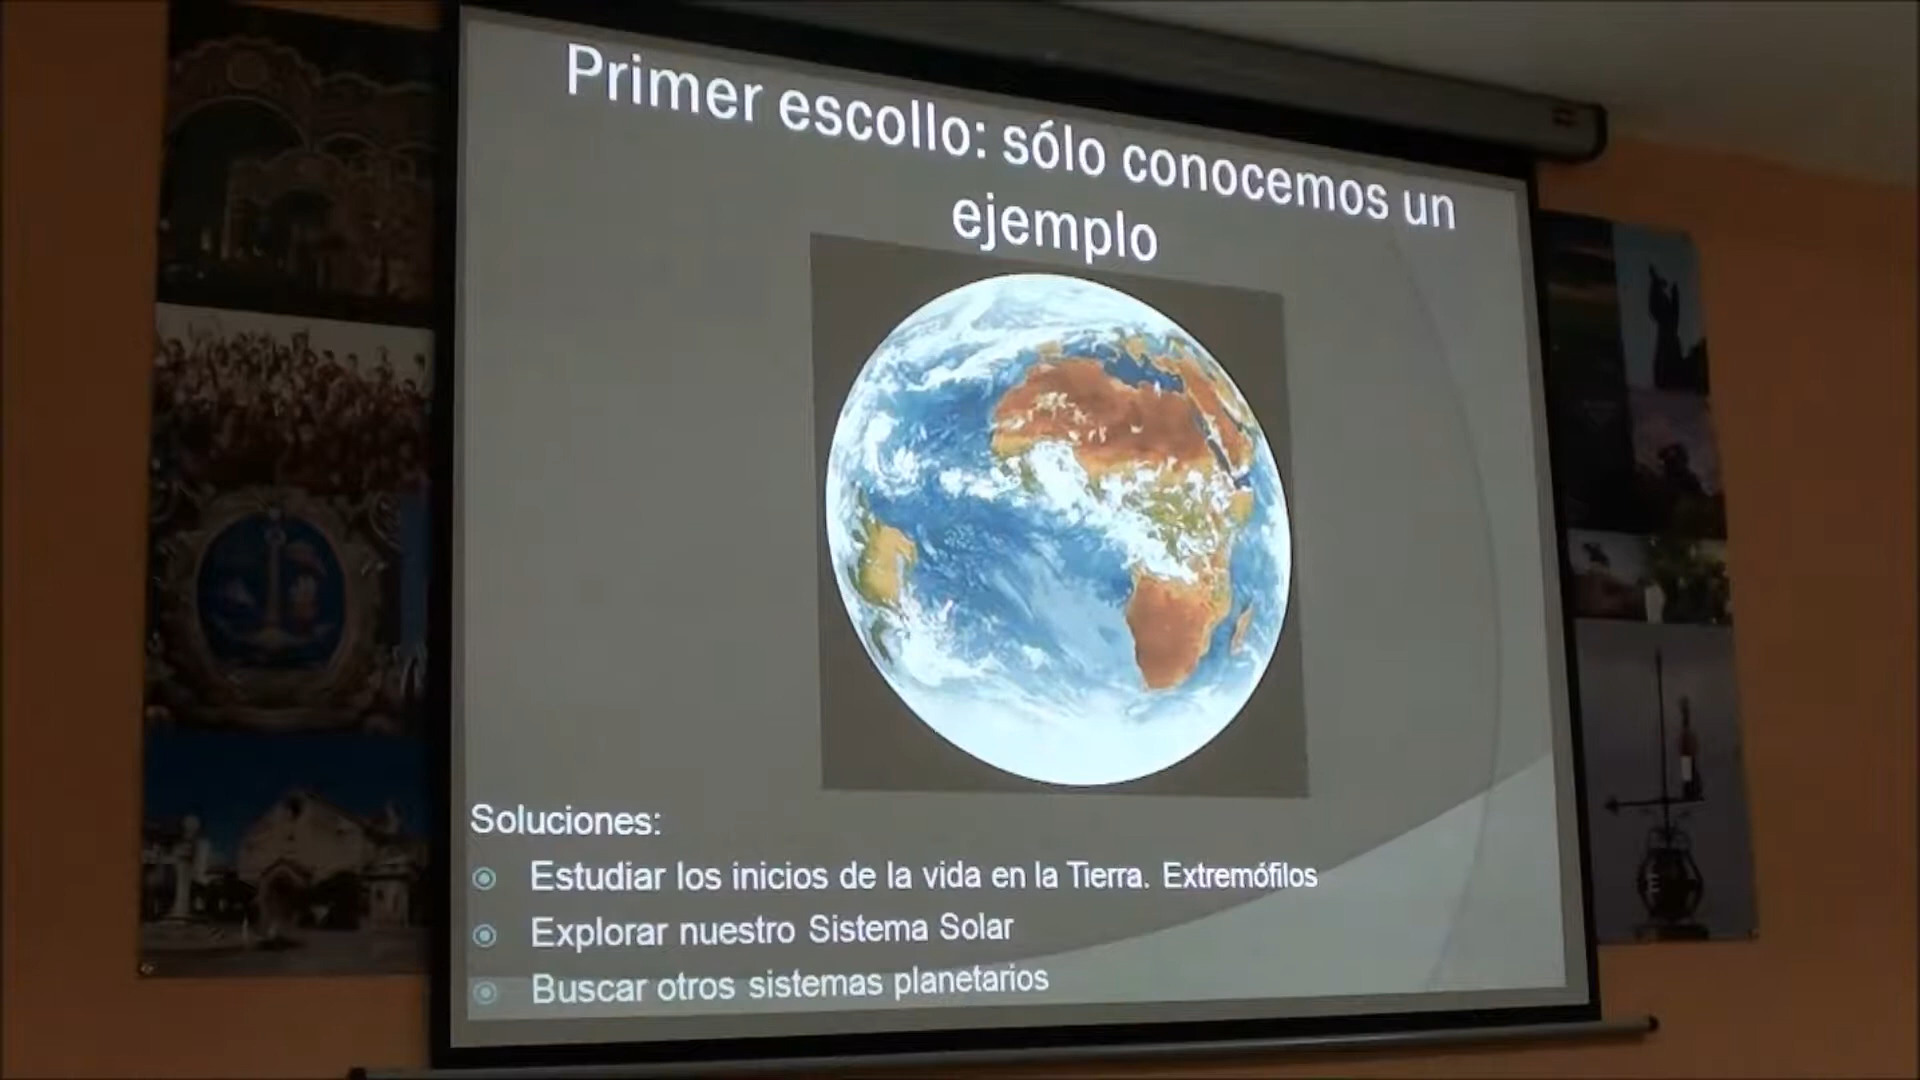 Primer escollo: sólo conocemos un
ejemplo
Soluciones:
Estudiar los inicios de la vida en la Tierra. Extremófilos
Explorar nuestro Sistema Solar
Buscar otros sistemas planetarios